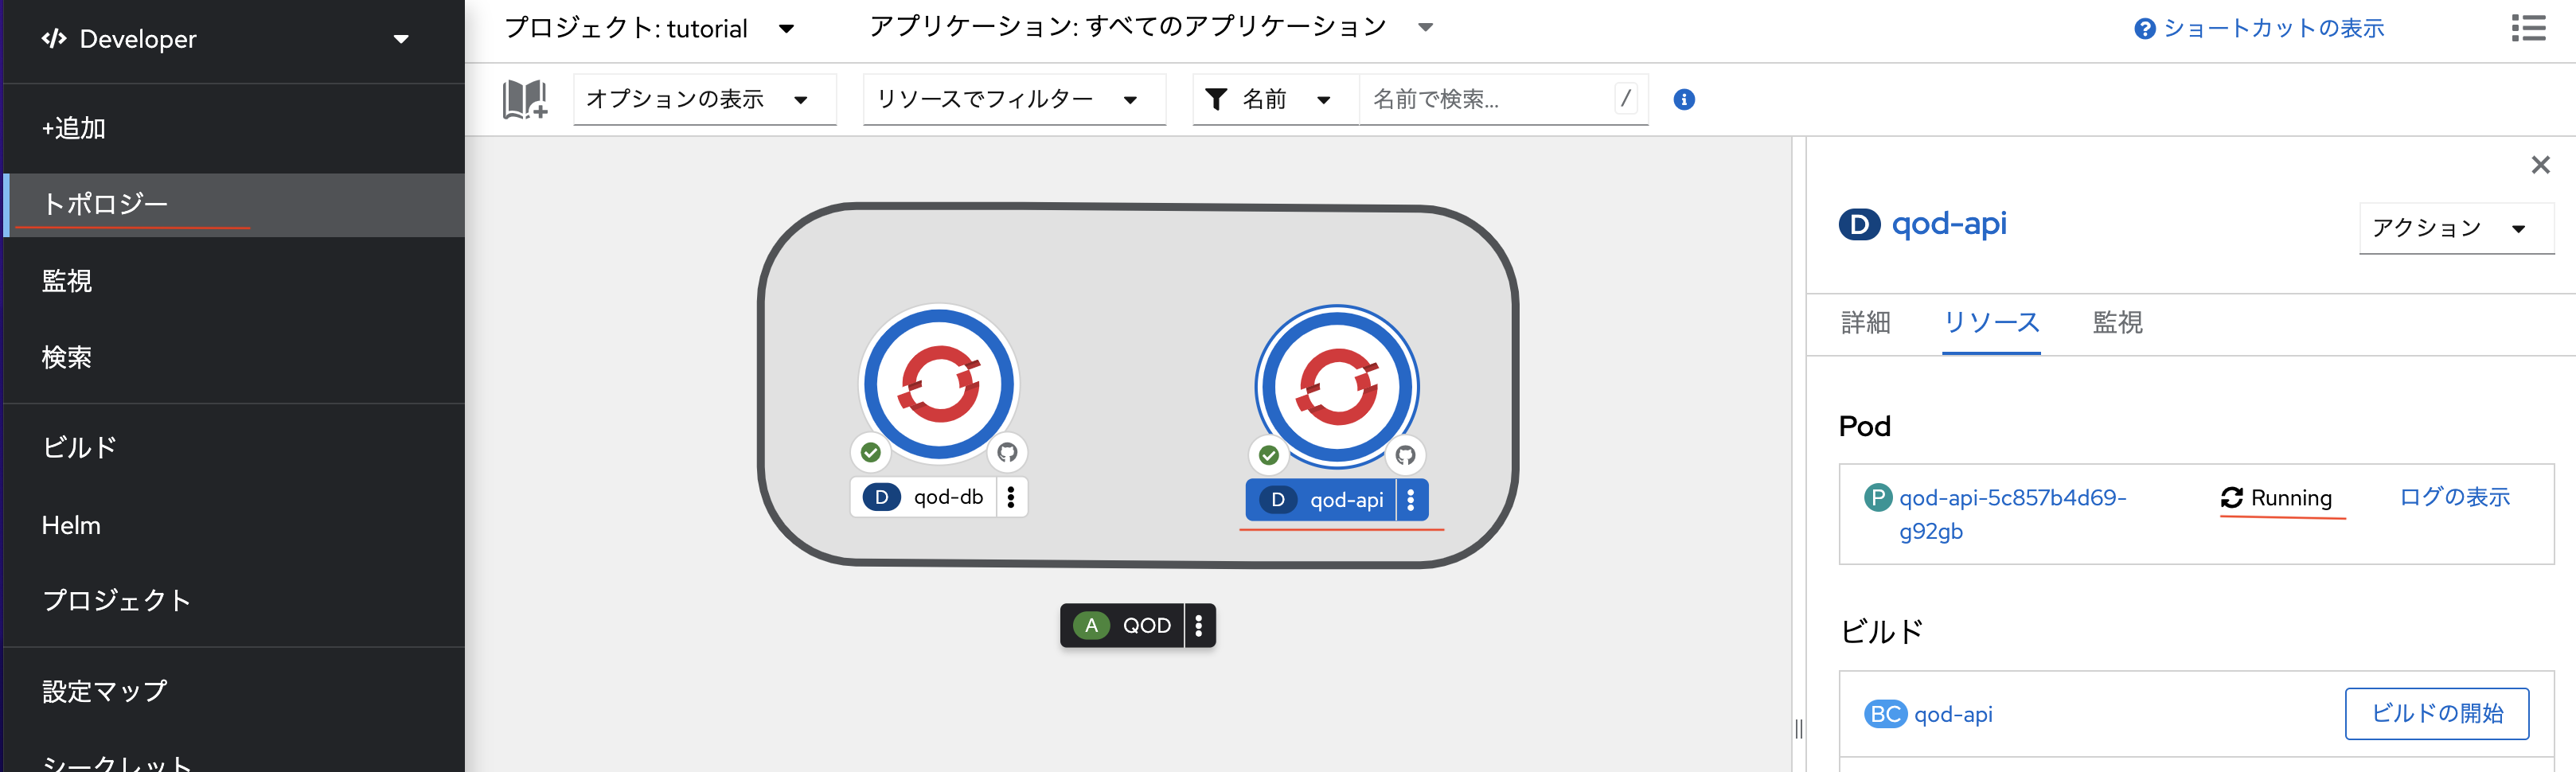 Developer
+追加
トポロジー
監視
検索
ビルド
Helm
プロジェクト
設定マップ
シークレット
プロジェクト: tutorial
アプリケーション: すべてのアプリケーション
ショートカットの表示
オプションの表示
リソースでフィルター
名前
名前で検索...
/
D qod-db
D qod-api
A QOD
D qod-api
アクション
詳細
リソース
監視
Pod
P qod-api-5c857b4d69-
g92gb
Running
ログの表示
ビルド
BC qod-api
ビルドの開始